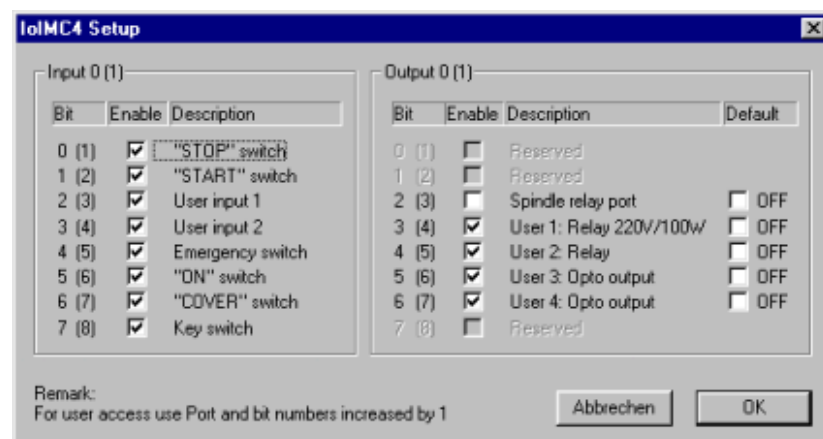 IoIMC4 Setup
Input 0 (1)
Bit Enable Description
0 (1) "STOP" switch
1 (2) "START" switch
2 (3) User input 1
3 (4) User input 2
4 (5) Emergency switch
5 (6) "ON" switch
6 (7) "COVER" switch
7 (8) Key switch
Output 0 (1)
Bit Enable Description Default
0 (1) Reserved
1 (2) Reserved
2 (3) Spindle relay port OFF
3 (4) User 1: Relay 220V/100W OFF
4 (5) User 2: Relay OFF
5 (6) User 3: Opto output OFF
6 (7) User 4: Opto output OFF
7 (8) Reserved
Remark:
For user access use Port and bit numbers increased by 1
Abbrechen OK